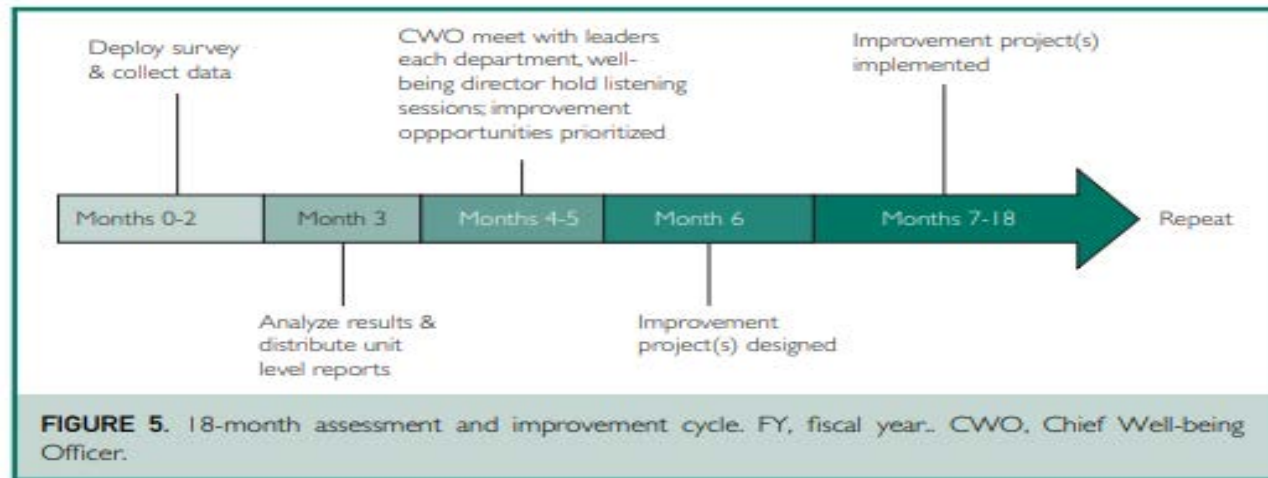 Deploy survey
& collect data
CWO meet with leaders
each department, well-
being director hold listening
sessions; improvement
oppportunities prioritized
Improvement project(s)
implemented
Months 0-2
Month 3
Months 4-5
Month 6
Months 7-18
Repeat
Analyze results &
distribute unit
level reports
Improvement
project(s) designed
FIGURE 5. 18-month assessment and improvement cycle. FY, fiscal year.. CWO, Chief Well-being
Officer.